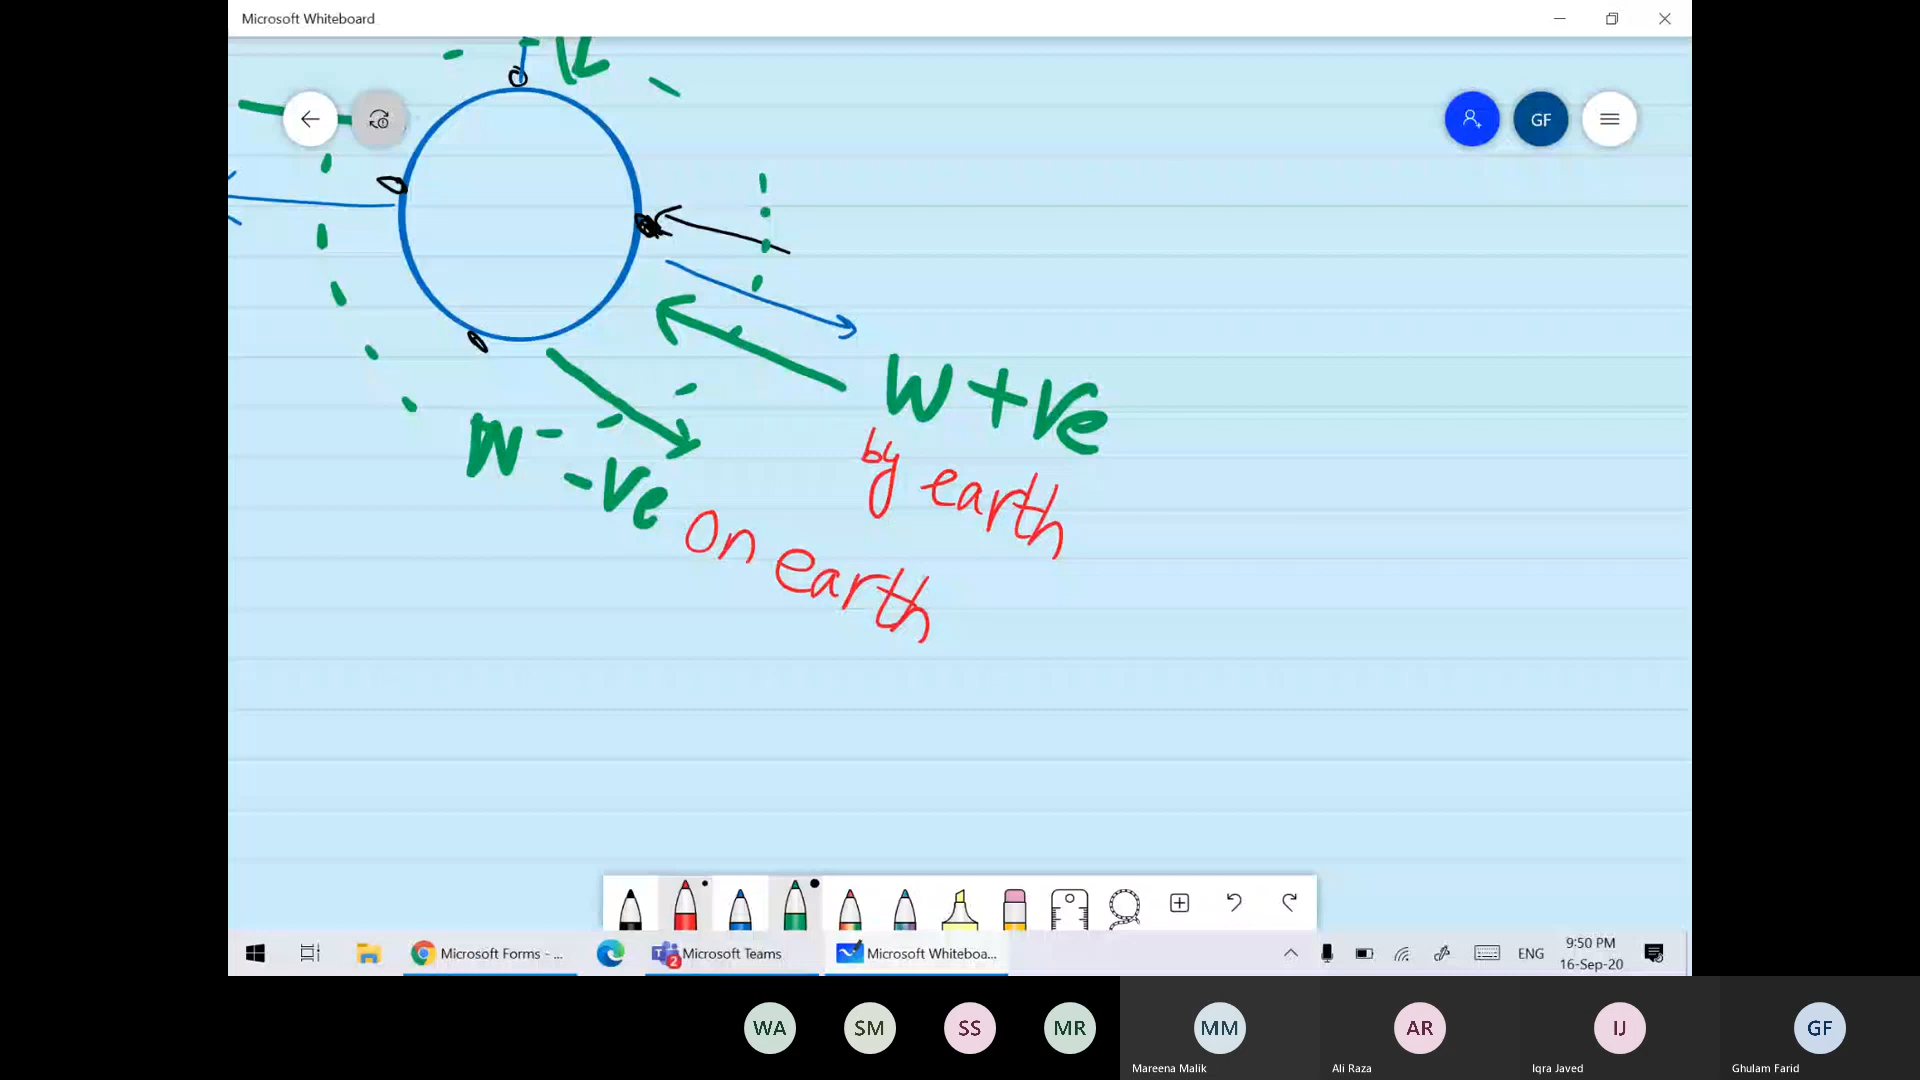 Microsoft Whiteboard
GF
W +ve
by earth
W -ve
on earth
Microsoft Forms - ...
2
Microsoft Teams
Microsoft Whiteboa...
ENG
9:50 PM
16-Sep-20
WA
SM
SS
MR
MM
AR
IJ
GF
Mareena Malik
Ali Raza
Iqra Javed
Ghulam Farid